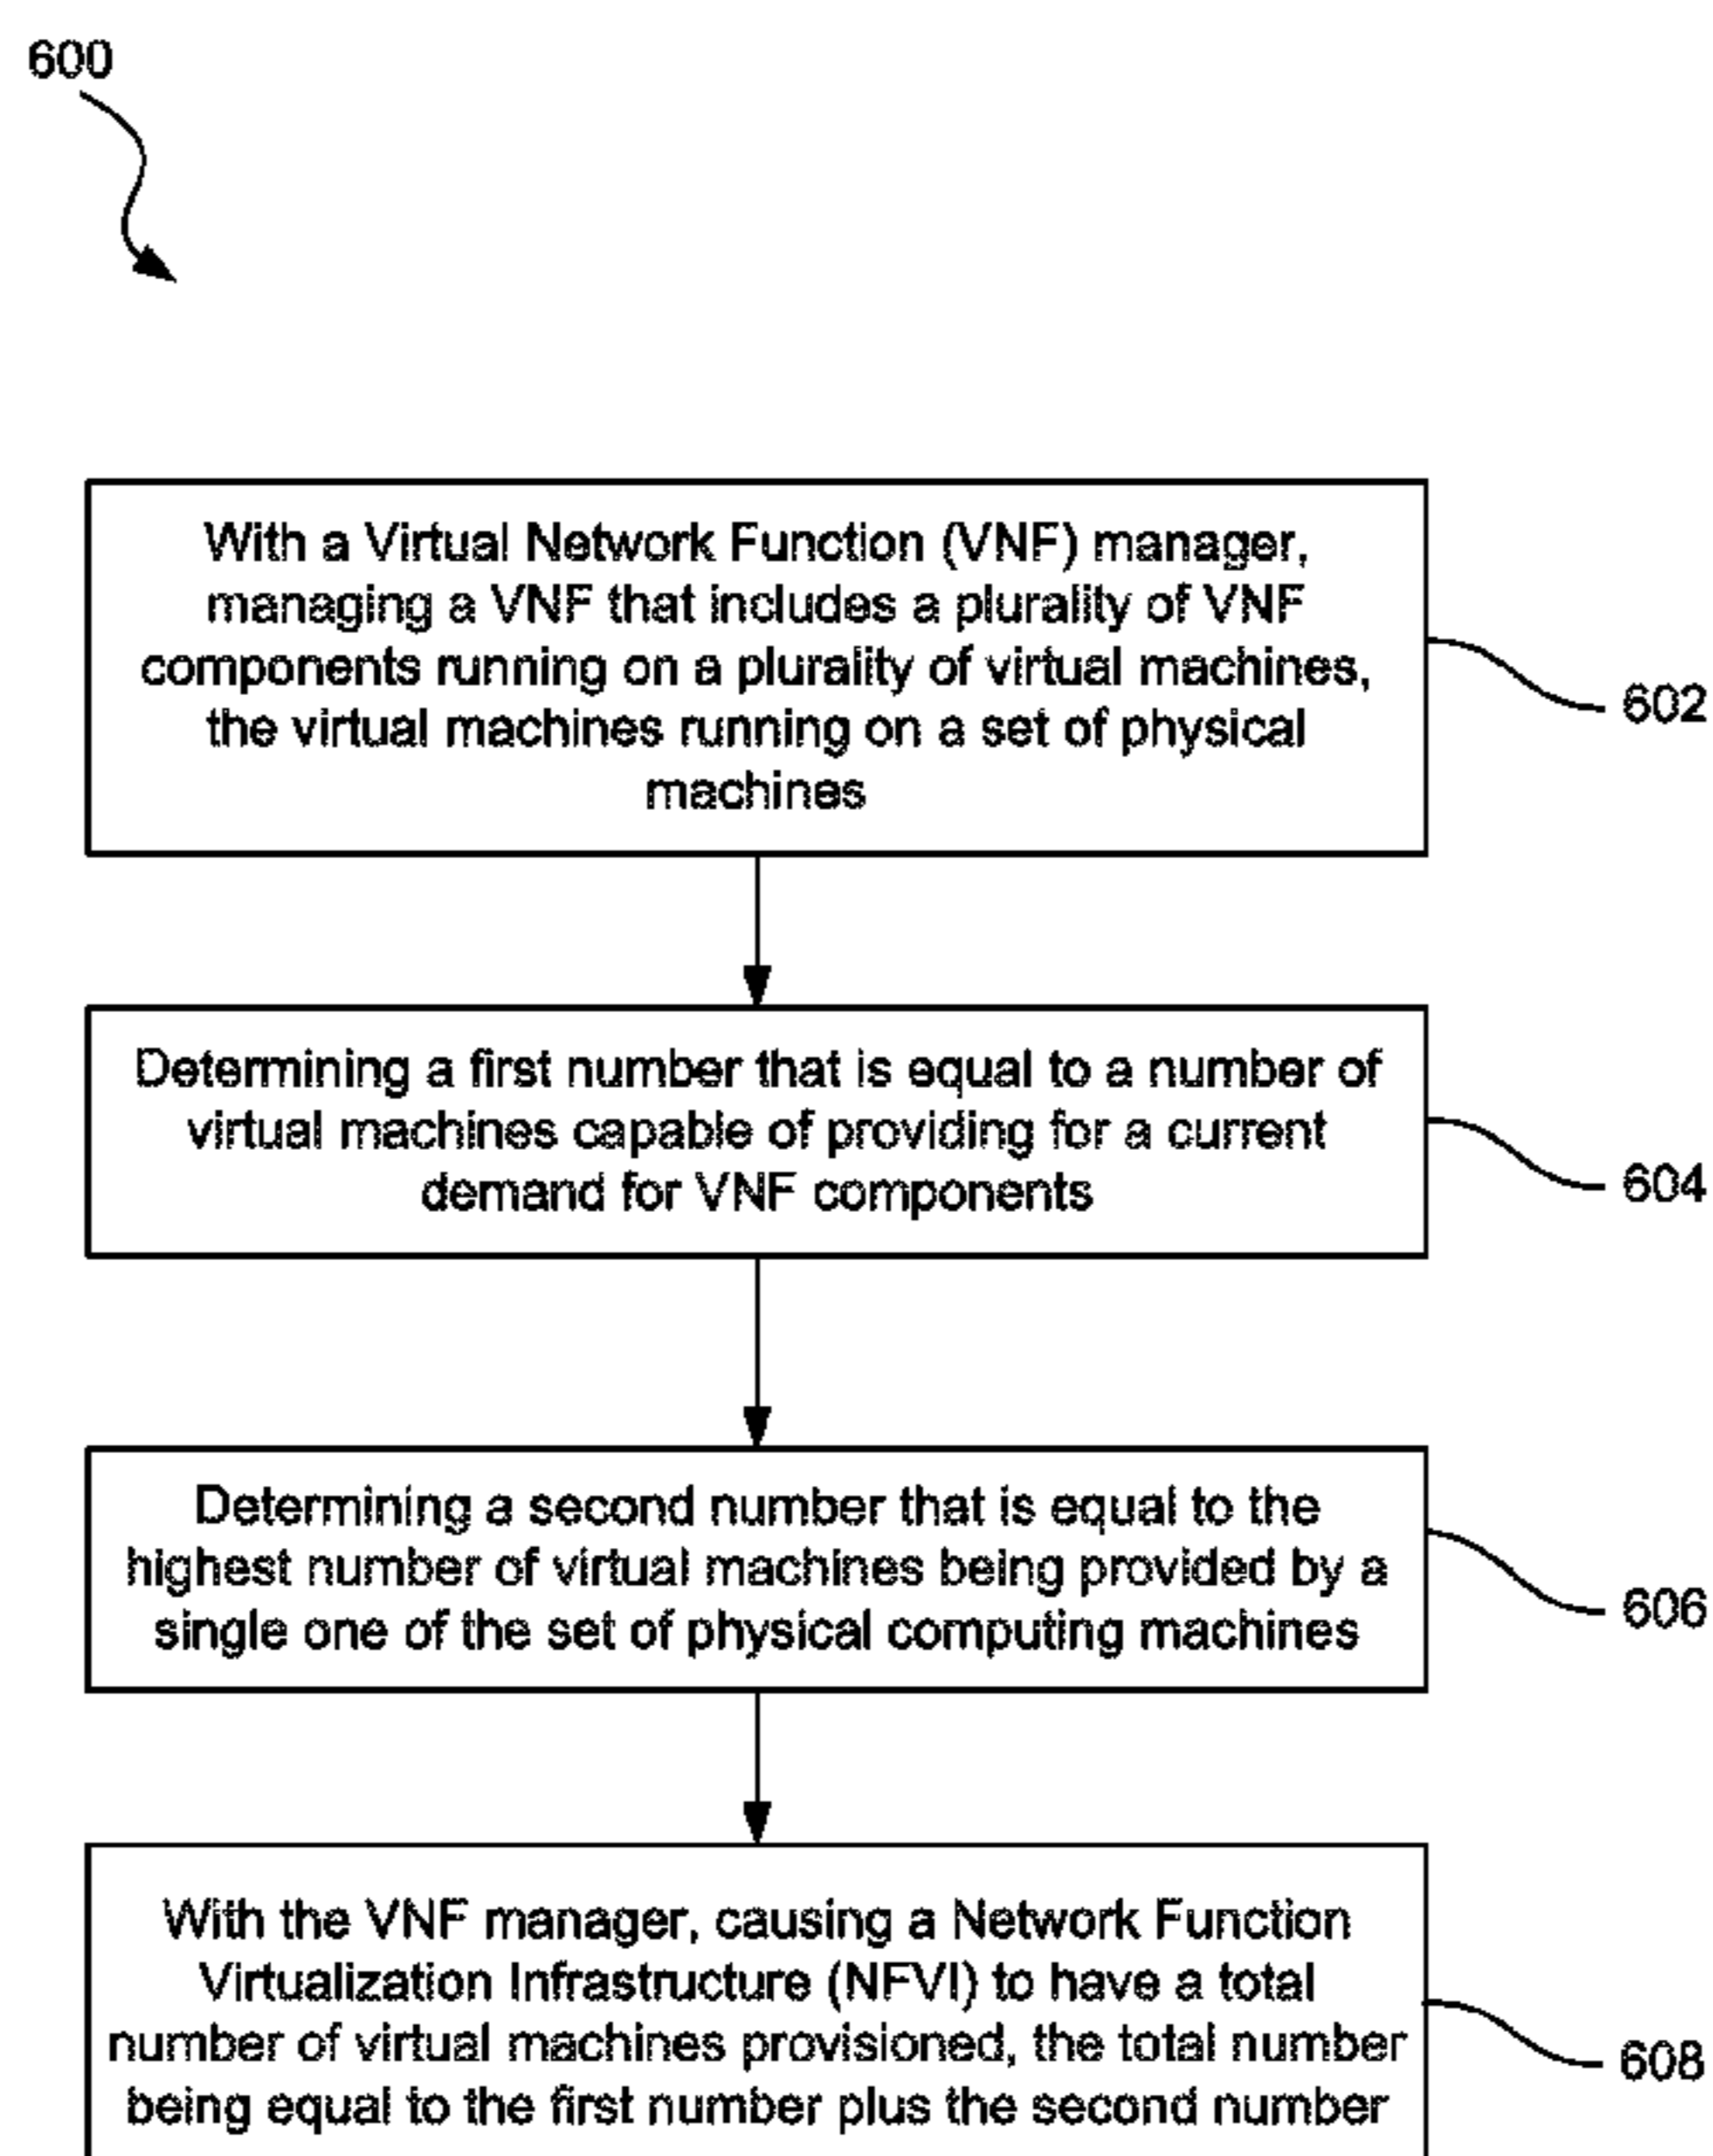 600
With a Virtual Network Function (VNF) manager,
managing a VNF that includes a plurality of VNF
components running on a plurality of virtual machines,
the virtual machines running on a set of physical
machines
602
Determining a first number that is equal to a number of
virtual machines capable of providing for a current
demand for VNF components
604
Determining a second number that is equal to the
highest number of virtual machines being provided by a
single one of the set of physical computing machines
606
With the VNF manager, causing a Network Function
Virtualization Infrastructure (NFVI) to have a total
number of virtual machines provisioned, the total number
being equal to the first number plus the second number
608